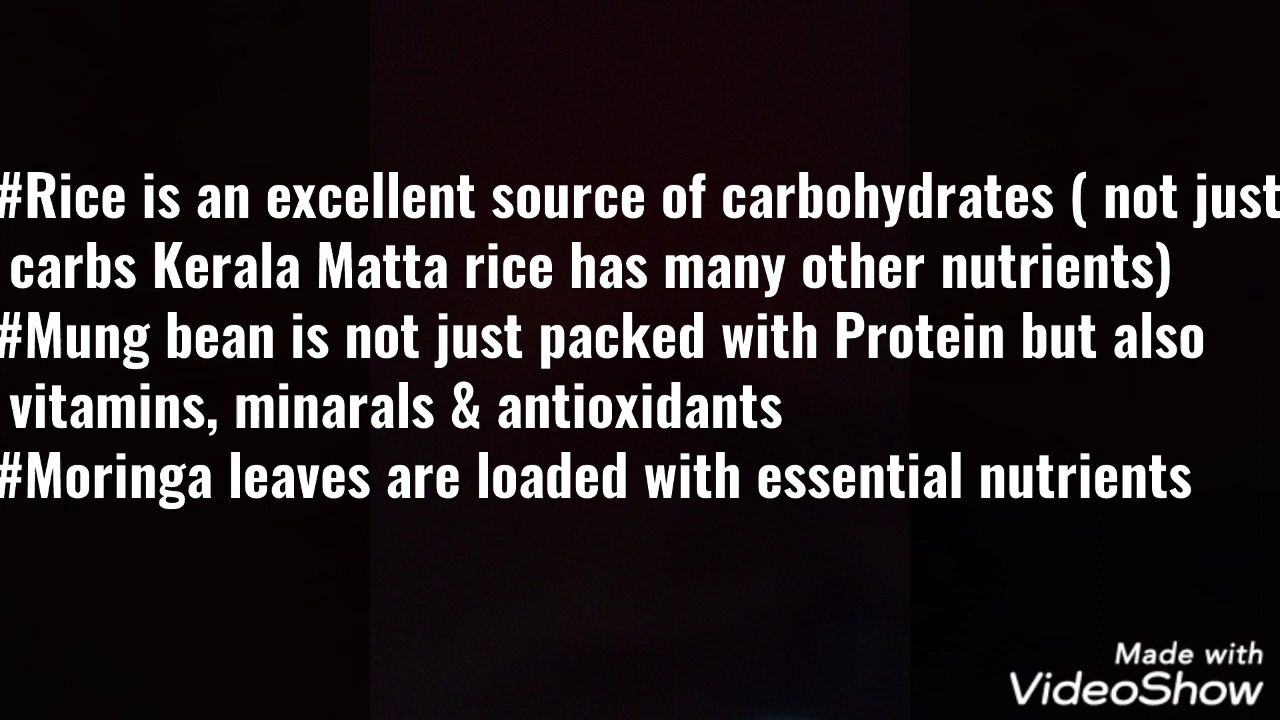 #Rice is an excellent source of carbohydrates ( not just
carbs Kerala Matta rice has many other nutrients)
#Mung bean is not just packed with Protein but also
vitamins, minarals & antioxidants
#Moringa leaves are loaded with essential nutrients
Made with
VideoShow